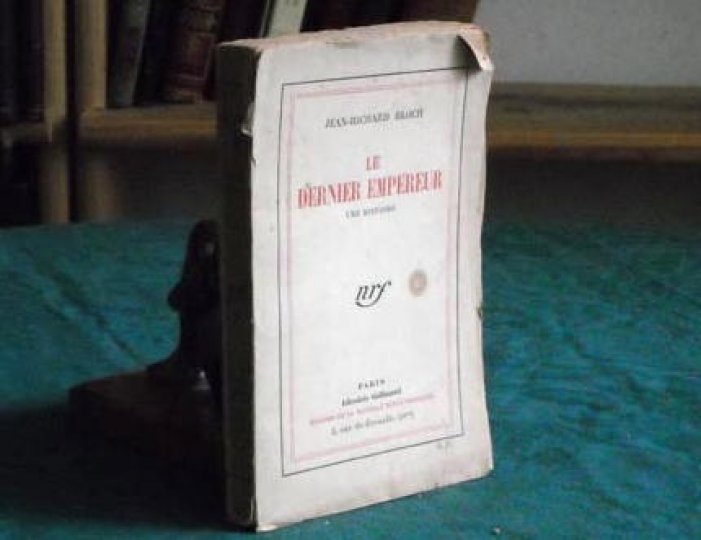 JEAN-RICHARD BLOCH
LE
DERNIER EMPEREUR
UNE HISTOIRE
nrf
PARIS
Librairie Gallimard